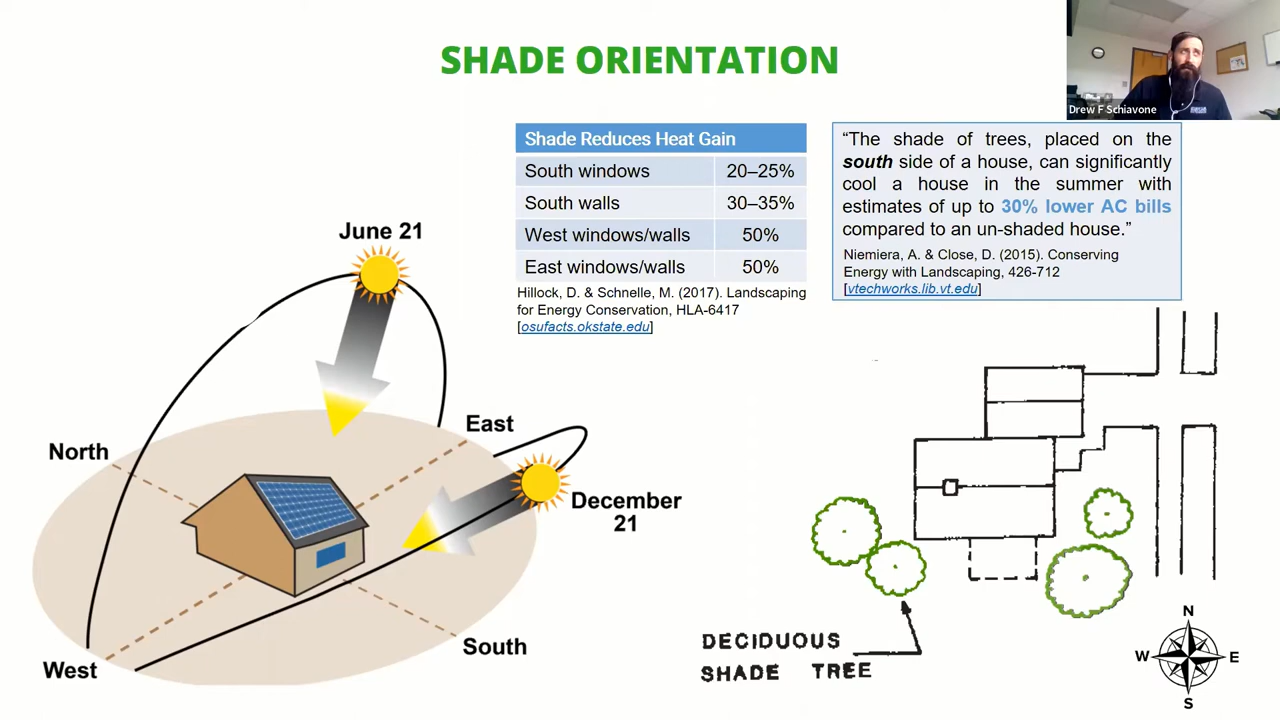 SHADE ORIENTATION
Drew F Schiavone
Shade Reduces Heat Gain
South windows 20–25%
South walls 30–35%
West windows/walls 50%
East windows/walls 50%
Hillock, D. & Schnelle, M. (2017). Landscaping
for Energy Conservation, HLA-6417
[osufacts.okstate.edu]
“The shade of trees, placed on the
south side of a house, can significantly
cool a house in the summer with
estimates of up to 30% lower AC bills
compared to an un-shaded house.”
Niemiera, A. & Close, D. (2015). Conserving
Energy with Landscaping, 426-712
[vtechworks.lib.vt.edu]
June 21
East
North
December
21
South
West
DECIDUOUS
SHADE TREE
N
W E
S